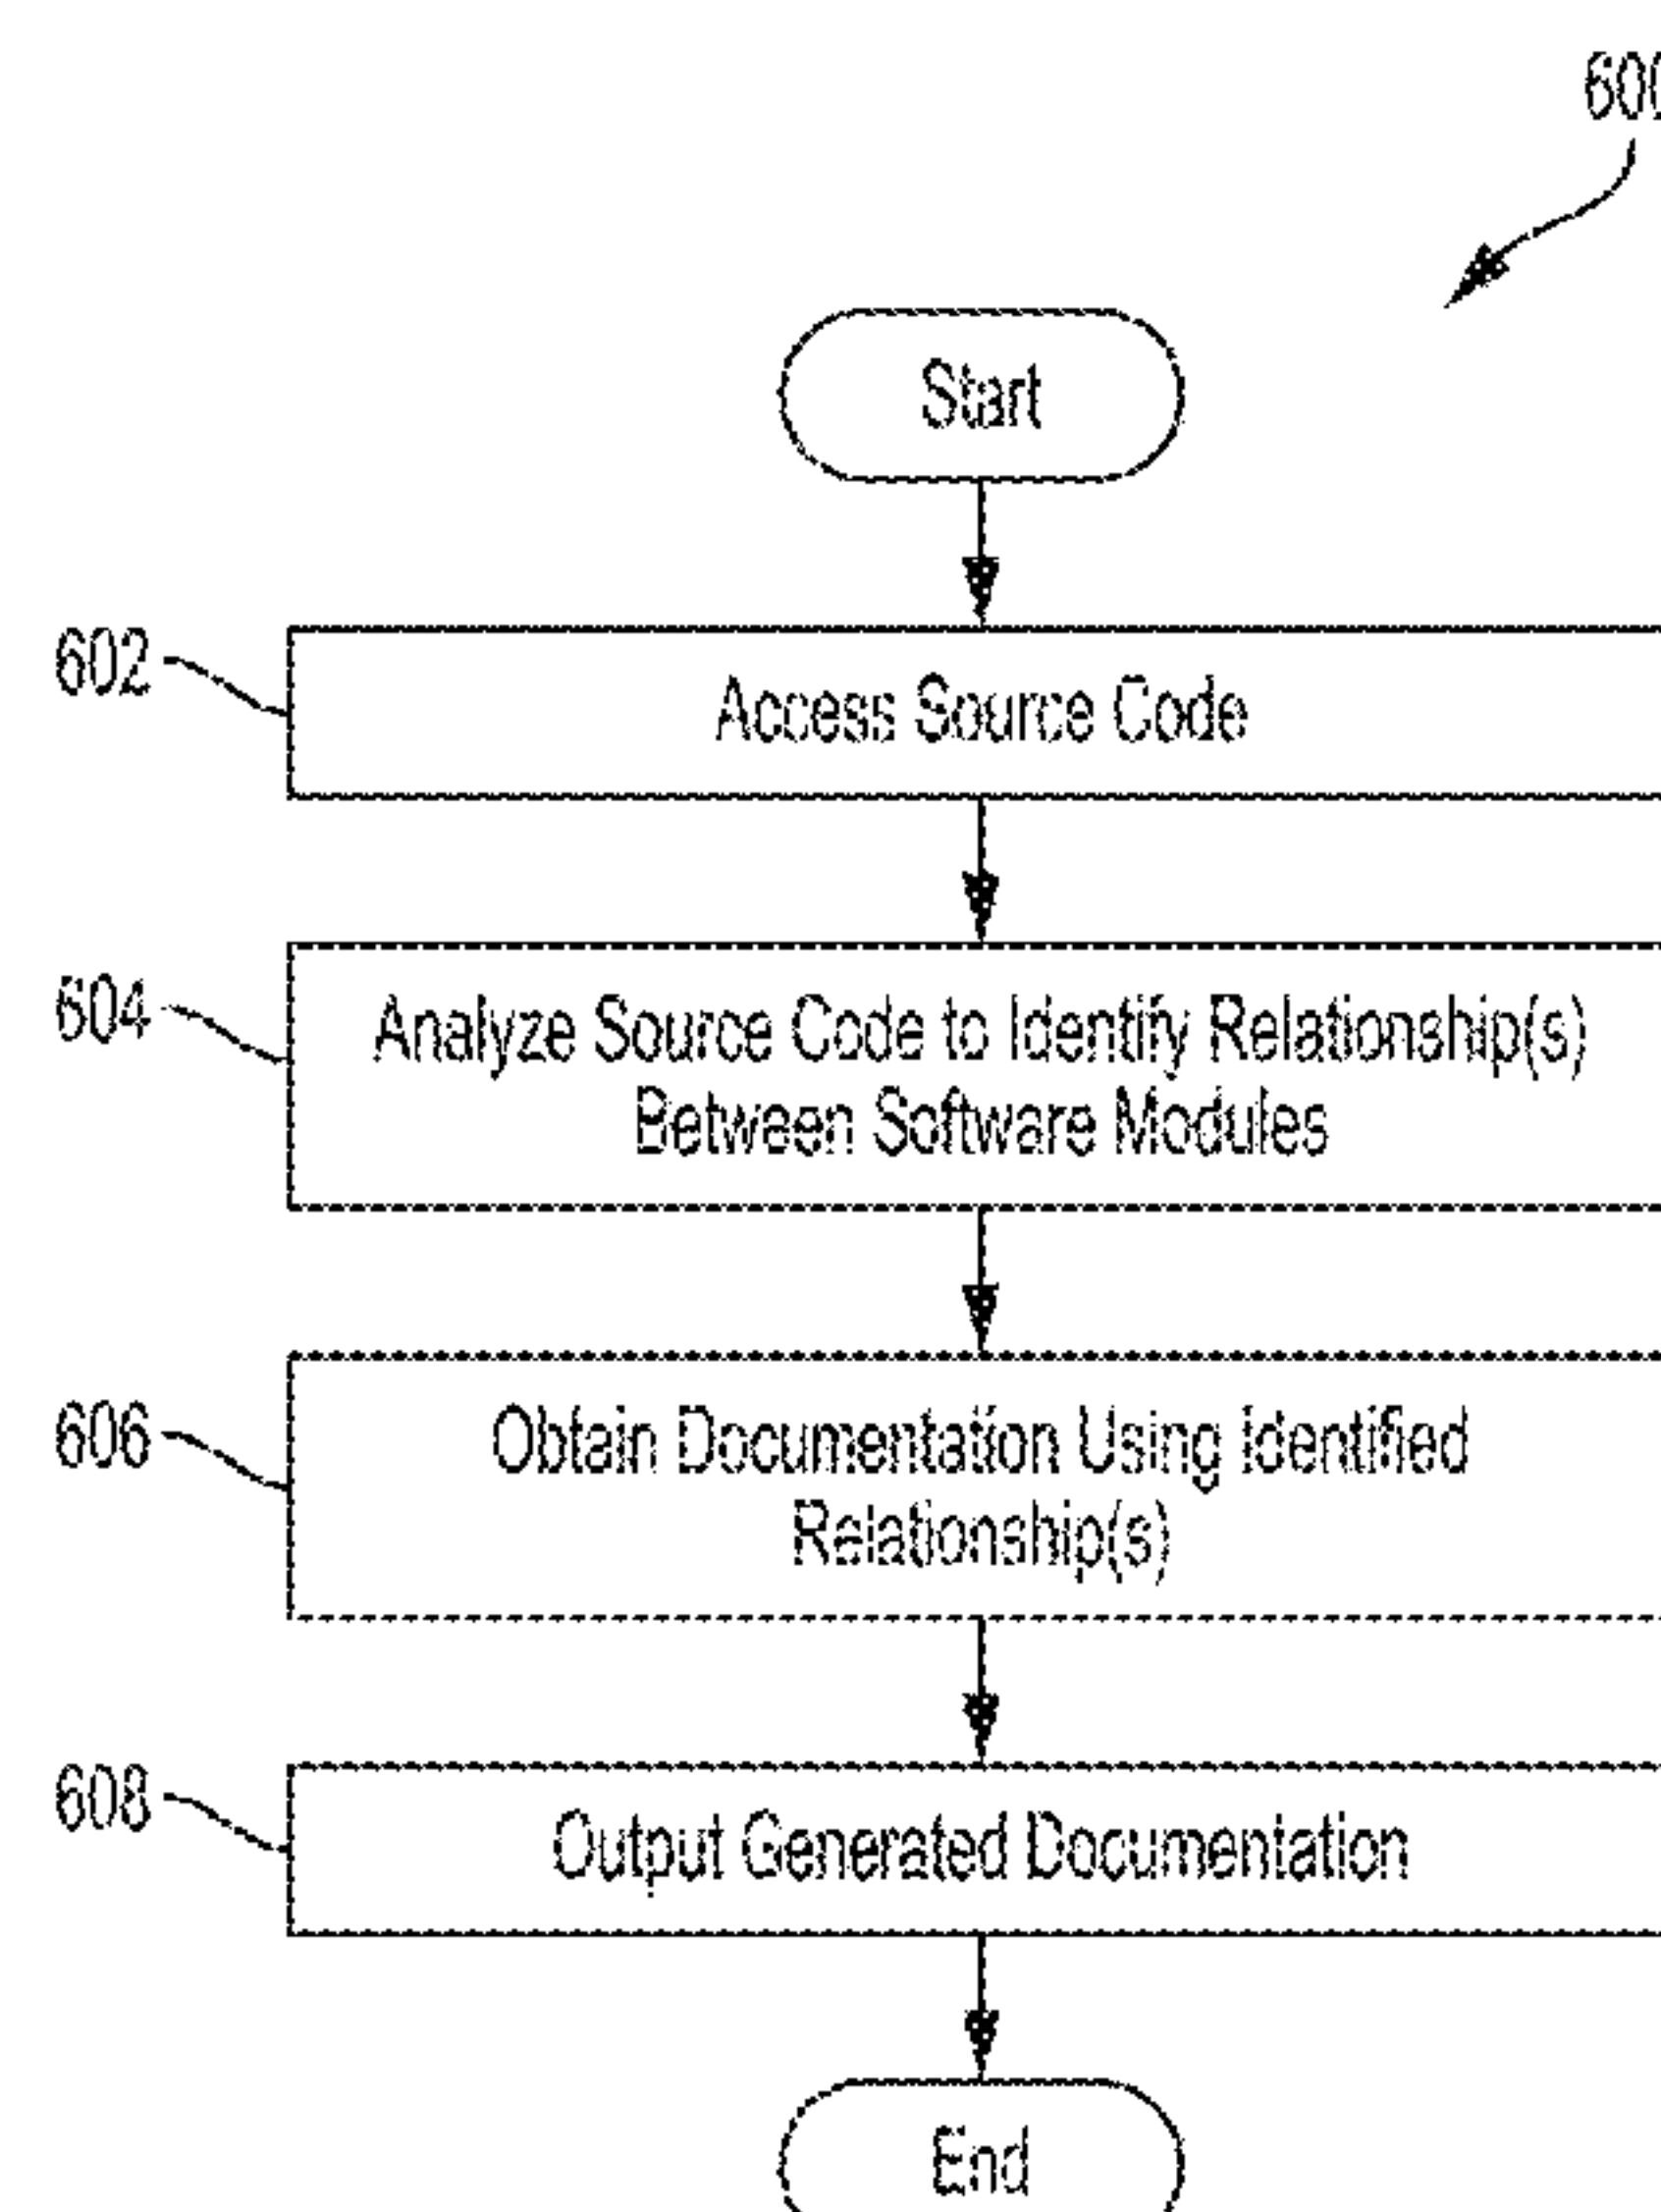 600
Start
602
Access Source Code
604
Analyze Source Code to Identify Relationship(s)
Between Software Modules
606
Obtain Documentation Using Identified
Relationship(s)
608
Output Generated Documentation
End